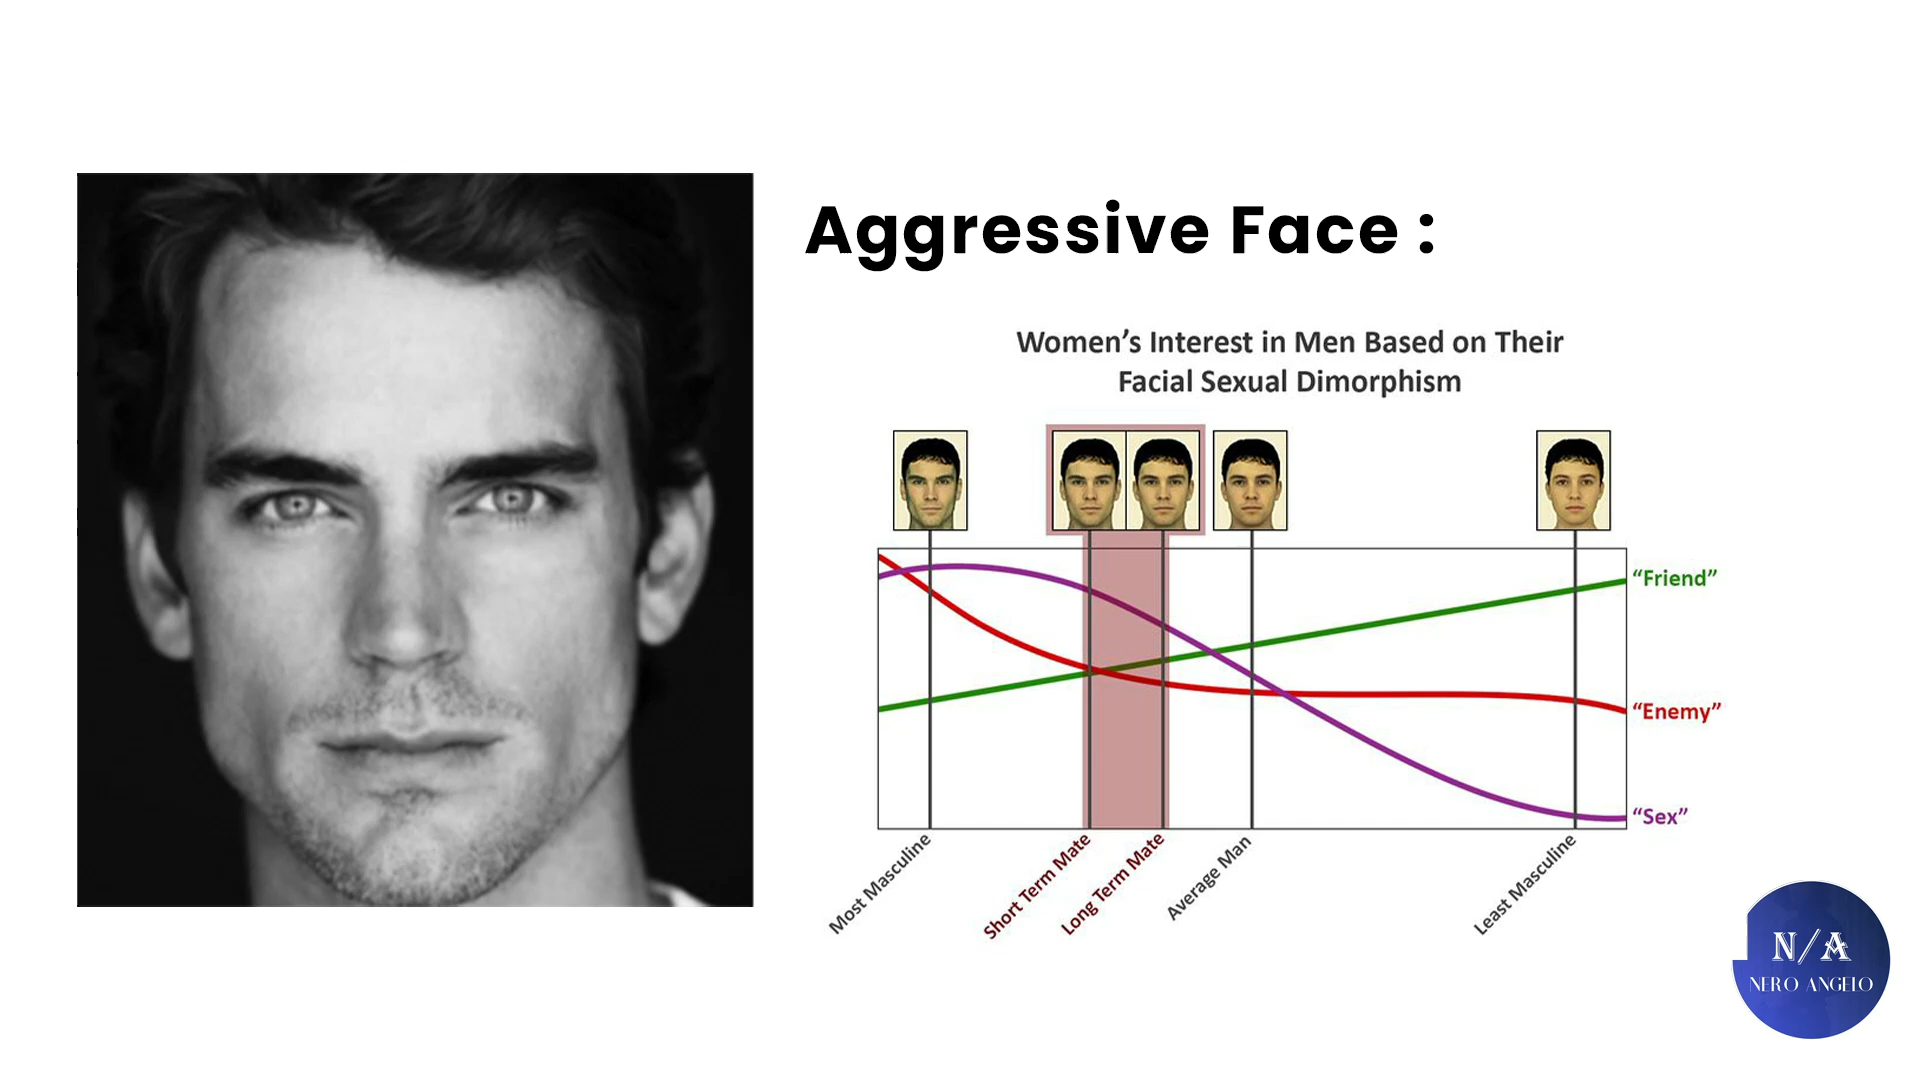 Aggressive Face :
Women’s Interest in Men Based on Their
Facial Sexual Dimorphism
“Friend”
“Enemy”
“Sex”
Most Masculine
Short Term Mate
Long Term Mate
Average Man
Least Masculine
N/A
NERO ANGELO